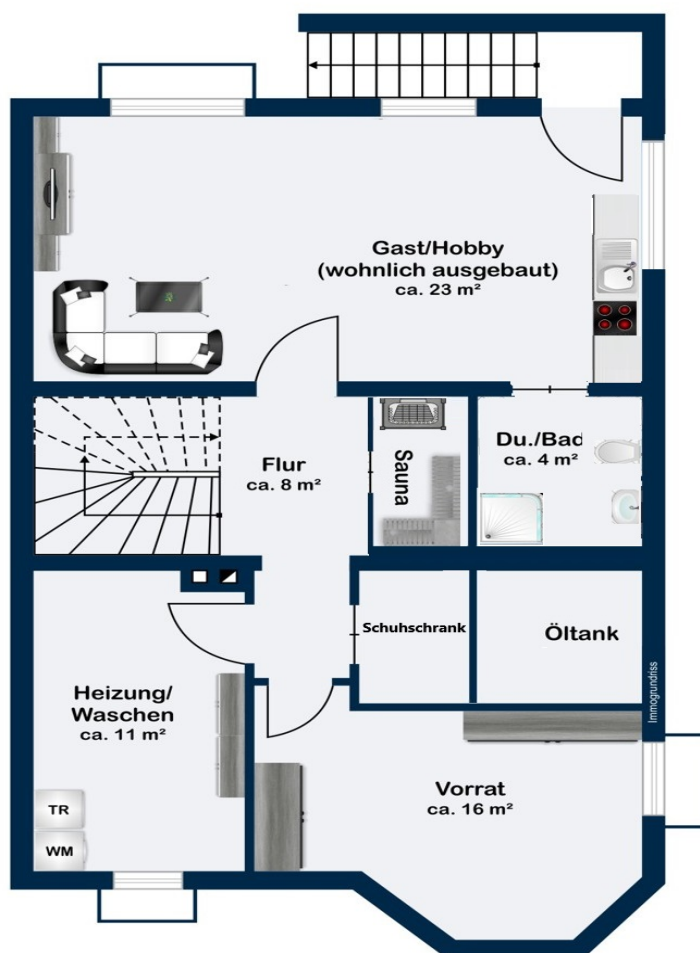 Gast/Hobby
(wohnlich ausgebaut)
ca. 23 m²
Flur
ca. 8 m²
Sauna
Du./Bad
ca. 4 m²
Schuhschrank
Öltank
Heizung/
Waschen
ca. 11 m²
TR
WM
Vorrat
ca. 16 m²
Immogrundriss